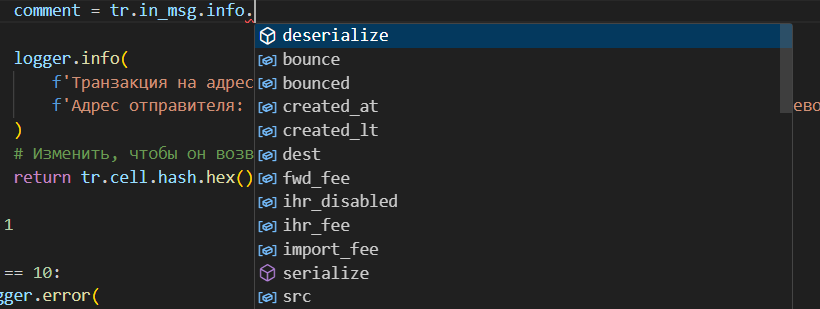 comment = tr.in_msg.info.
deserialize
bounce
bounced
created_at
created_lt
dest
fwd_fee
ihr_disabled
ihr_fee
import_fee
serialize
src
logger.info(
f'Транзакция на адрес
f'Адрес отправителя:
ево
)
# Изменить, чтобы он возв
return tr.cell.hash.hex()
1
== 10:
gger.error(